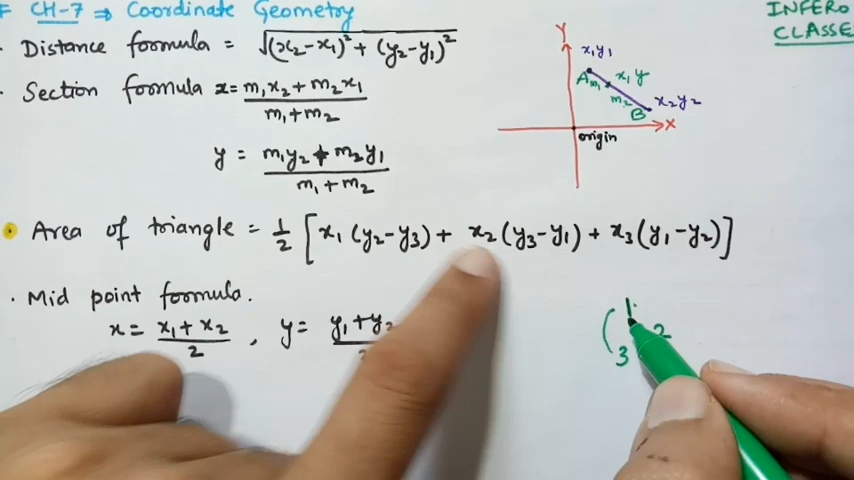 F CH-7 ⇒ Coordinate Geometry
INFERO
CLASSE
· Distance formula = √(x₂-x₁)² + (y₂-y₁)²
· Section formula x = m₁x₂ + m₂x₁ / m₁+m₂
y = m₁y₂ + m₂y₁ / m₁+m₂
Y
x₁y₁
A m₁ x₁y
m₂ x₂y₂
B
X
origin
· Area of triangle = 1/2 [x₁(y₂-y₃) + x₂(y₃-y₁) + x₃(y₁-y₂)]
· Mid point formula.
x = x₁+x₂ / 2 , y = y₁+y₂
1
3 2